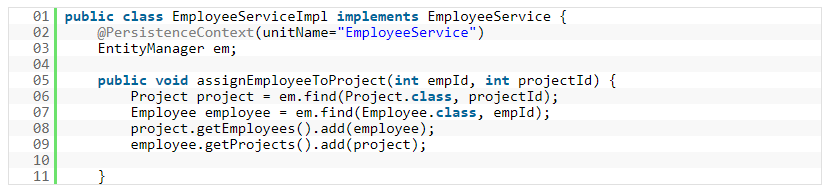 01 public class EmployeeServiceImpl implements EmployeeService {
02     @PersistenceContext(unitName="EmployeeService")
03     EntityManager em;
04
05     public void assignEmployeeToProject(int empId, int projectId) {
06         Project project = em.find(Project.class, projectId);
07         Employee employee = em.find(Employee.class, empId);
08         project.getEmployees().add(employee);
09         employee.getProjects().add(project);
10
11     }